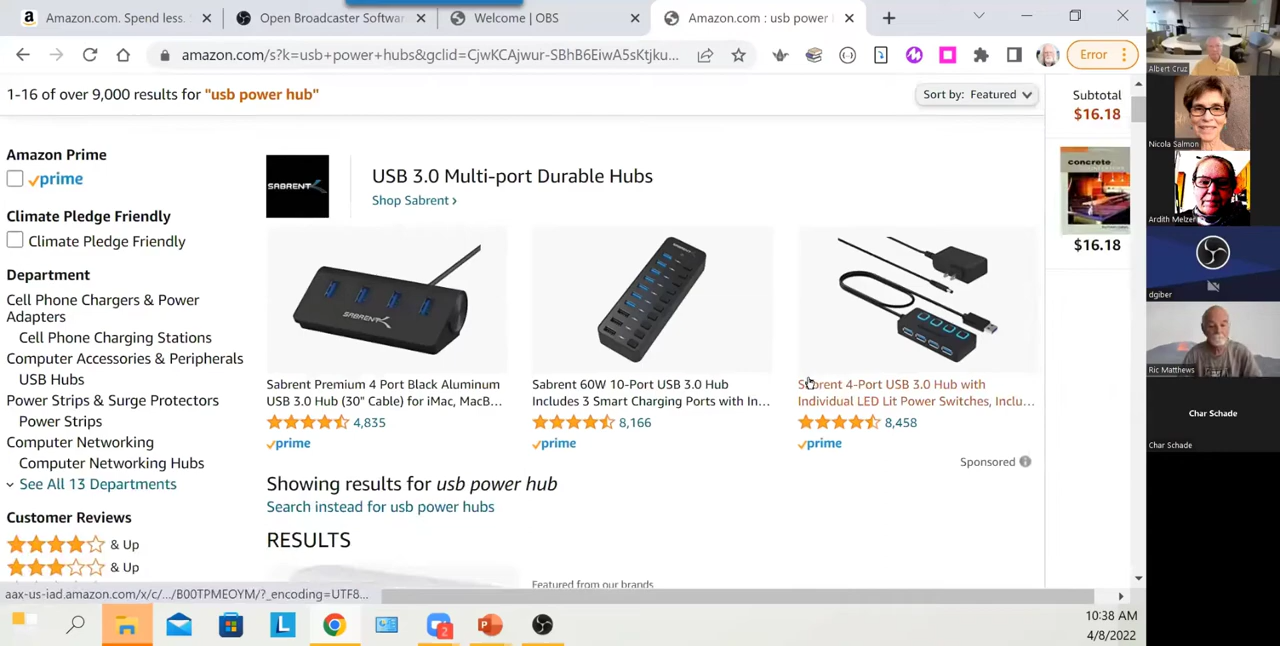 Amazon.com. Spend less.
Open Broadcaster Softwar
Welcome | OBS
Amazon.com : usb power
amazon.com/s?k=usb+power+hubs&gclid=CjwKCAjwur-SBhB6EiwA5sKtjku...
Error
1-16 of over 9,000 results for "usb power hub"
Sort by: Featured
Subtotal
$16.18
concrete
$16.18
Amazon Prime
prime
Climate Pledge Friendly
Climate Pledge Friendly
Department
Cell Phone Chargers & Power
Adapters
Cell Phone Charging Stations
Computer Accessories & Peripherals
USB Hubs
Power Strips & Surge Protectors
Power Strips
Computer Networking
Computer Networking Hubs
See All 13 Departments
Customer Reviews
& Up
& Up
SABRENT
USB 3.0 Multi-port Durable Hubs
Shop Sabrent ›
SABRENT
Sabrent Premium 4 Port Black Aluminum
USB 3.0 Hub (30" Cable) for iMac, MacB...
4,835
prime
Sabrent 60W 10-Port USB 3.0 Hub
Includes 3 Smart Charging Ports with In...
8,166
prime
Sabrent 4-Port USB 3.0 Hub with
Individual LED Lit Power Switches, Inclu...
8,458
prime
Sponsored
Showing results for usb power hub
Search instead for usb power hubs
RESULTS
Featured from our brands
aax-us-iad.amazon.com/x/c/.../B00TPMEOYM/?_encoding=UTF8...
L
2
10:38 AM
4/8/2022
Albert Cruz
Nicola Salmon
Ardith Melzer
dgiber
Ric Matthews
Char Schade
Char Schade